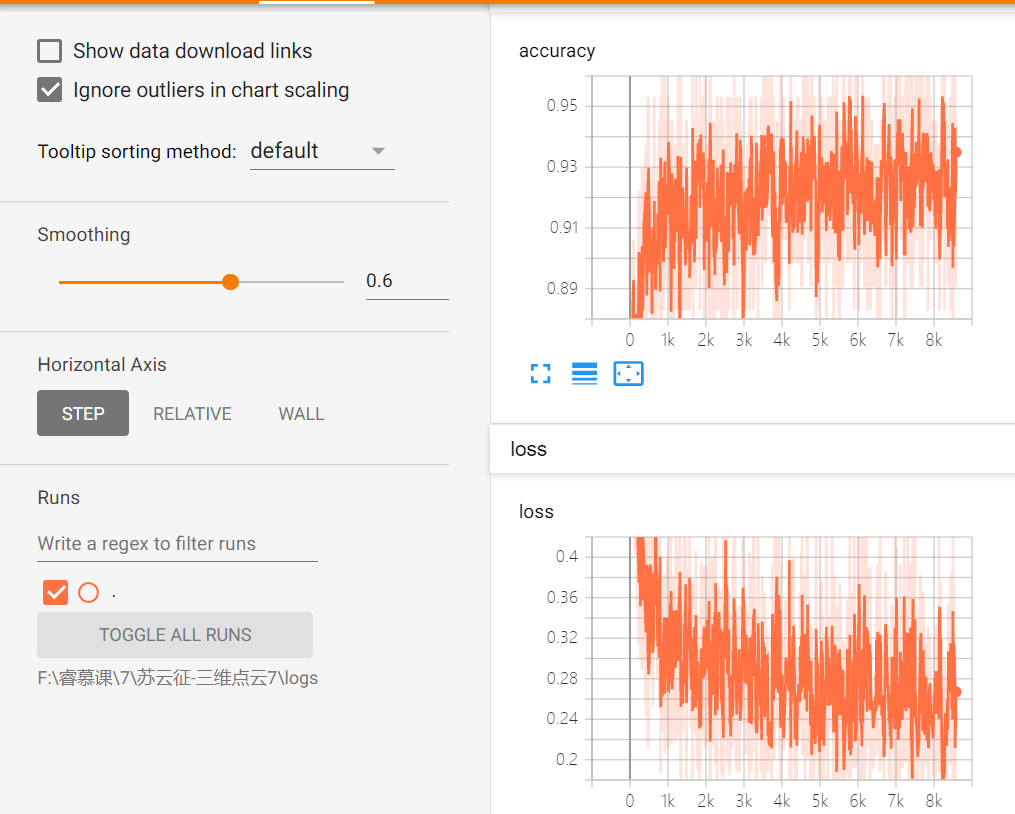 Show data download links
Ignore outliers in chart scaling
Tooltip sorting method: default
Smoothing
0.6
Horizontal Axis
STEP RELATIVE WALL
Runs
Write a regex to filter runs
.
TOGGLE ALL RUNS
F:\睿慕课\7\苏云征-三维点云7\logs
accuracy
0.95
0.93
0.91
0.89
0 1k 2k 3k 4k 5k 6k 7k 8k
loss
loss
0.4
0.36
0.32
0.28
0.24
0.2
0 1k 2k 3k 4k 5k 6k 7k 8k